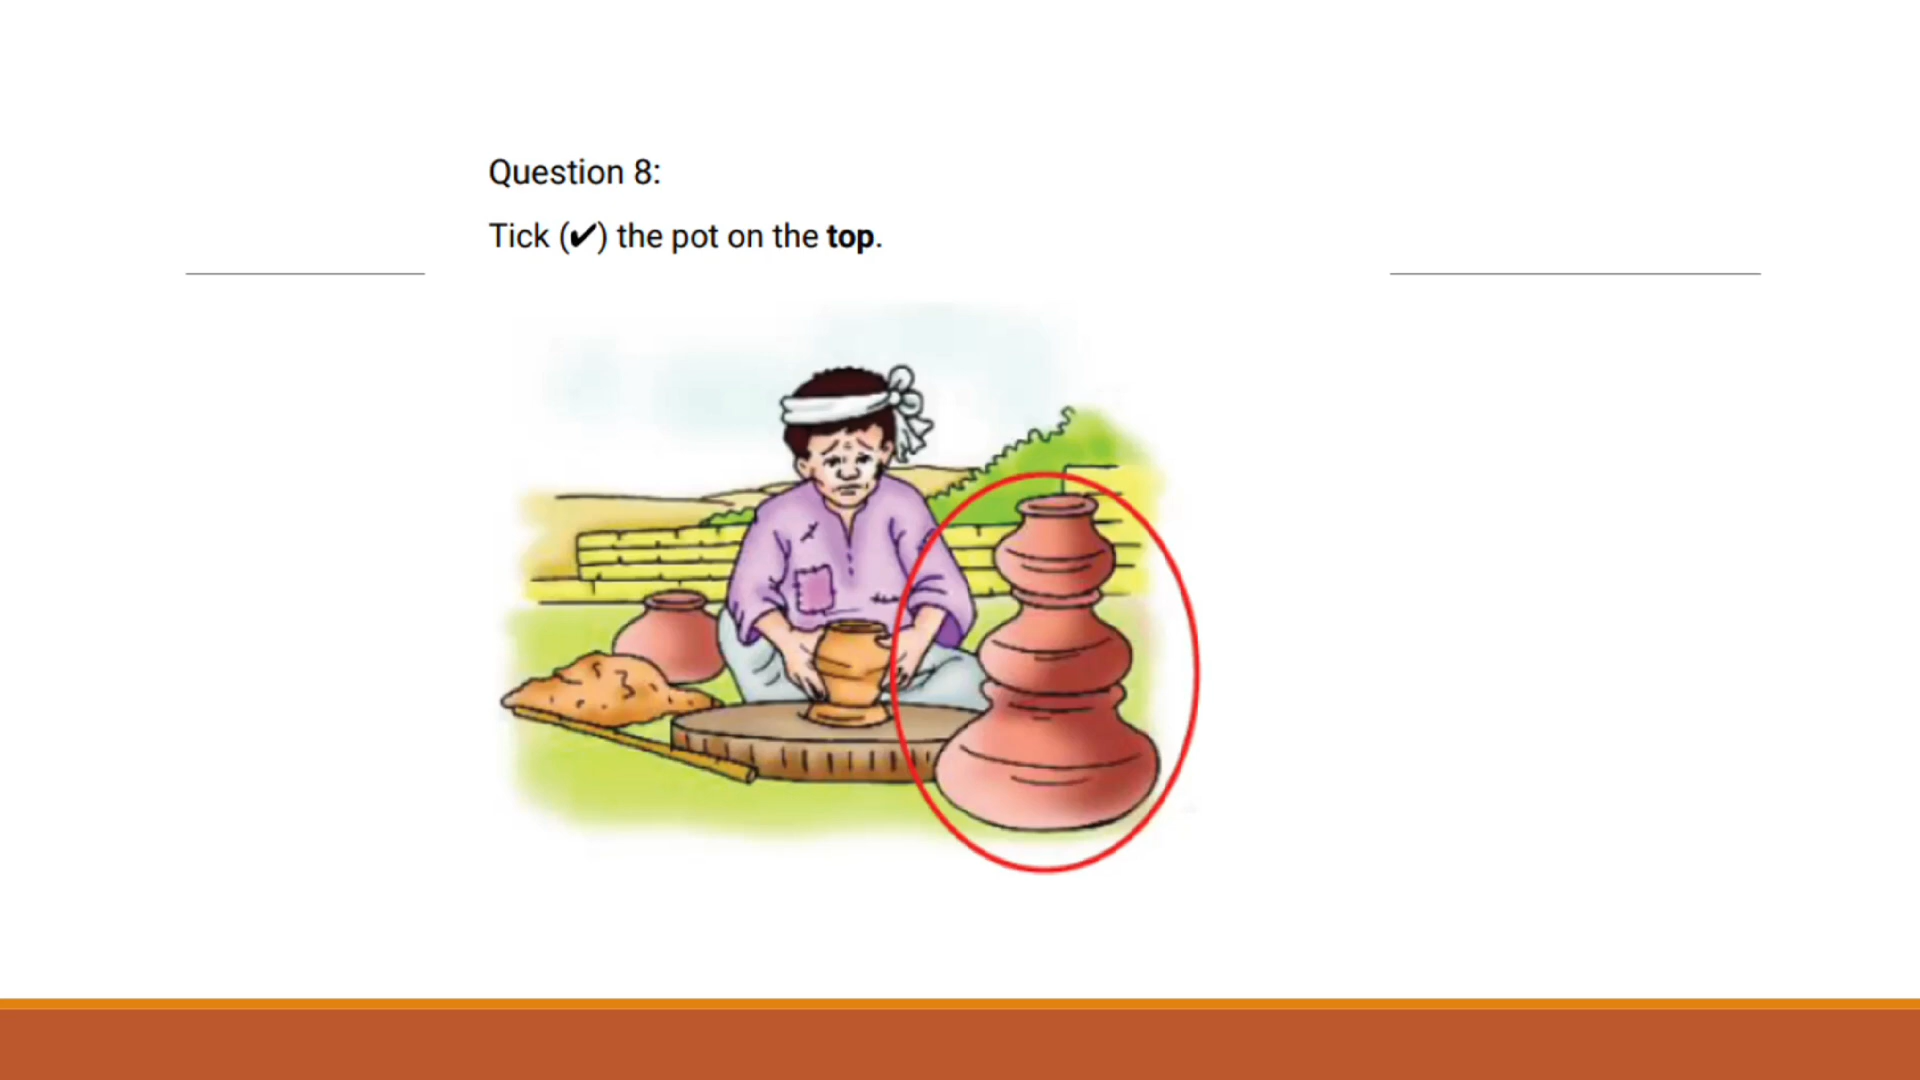 Question 8:
Tick (✔) the pot on the top.